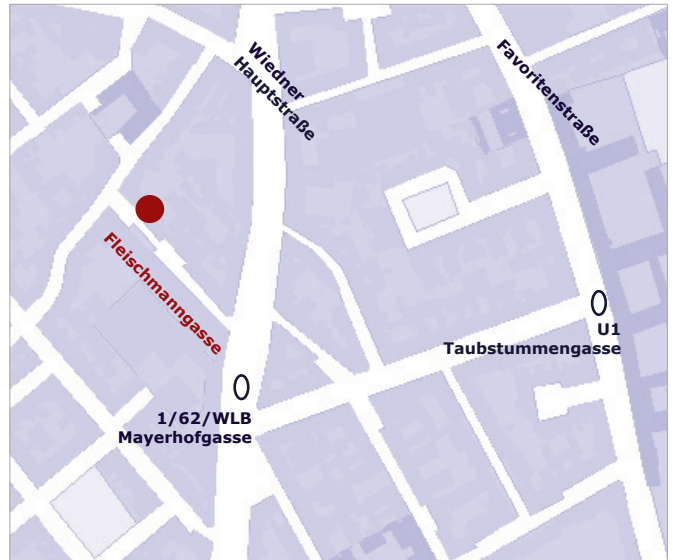 Wiedner
Hauptstraße
Favoritenstraße
Fleischmanngasse
U1
Taubstummengasse
1/62/WLB
Mayerhofgasse